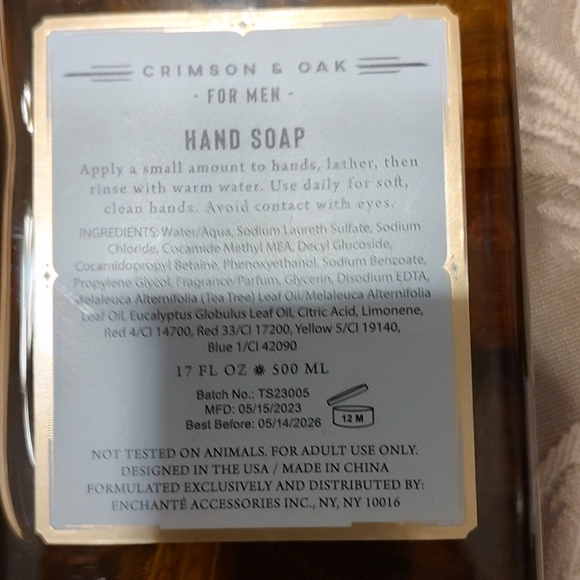 CRIMSON & OAK
- FOR MEN -
HAND SOAP
Apply a small amount to hands, lather, then
rinse with warm water. Use daily for soft,
clean hands. Avoid contact with eyes.
INGREDIENTS: Water/Aqua, Sodium Laureth Sulfate, Sodium
Chloride, Cocamide Methyl MEA, Decyl Glucoside,
Cocamidopropyl Betaine, Phenoxyethanol, Sodium Benzoate,
Propylene Glycol, Fragrance/Parfum, Glycerin, Disodium EDTA,
Melaleuca Alternifolia (Tea Tree) Leaf Oil/Melaleuca Alternifolia
Leaf Oil, Eucalyptus Globulus Leaf Oil, Citric Acid, Limonene,
Red 4/CI 14700, Red 33/CI 17200, Yellow 5/CI 19140,
Blue 1/CI 42090
17 FL OZ ✹ 500 ML
Batch No.: TS23005
MFD: 05/15/2023
Best Before: 05/14/2026
12 M
NOT TESTED ON ANIMALS. FOR ADULT USE ONLY.
DESIGNED IN THE USA / MADE IN CHINA
FORMULATED EXCLUSIVELY AND DISTRIBUTED BY:
ENCHANTÉ ACCESSORIES INC., NY, NY 10016